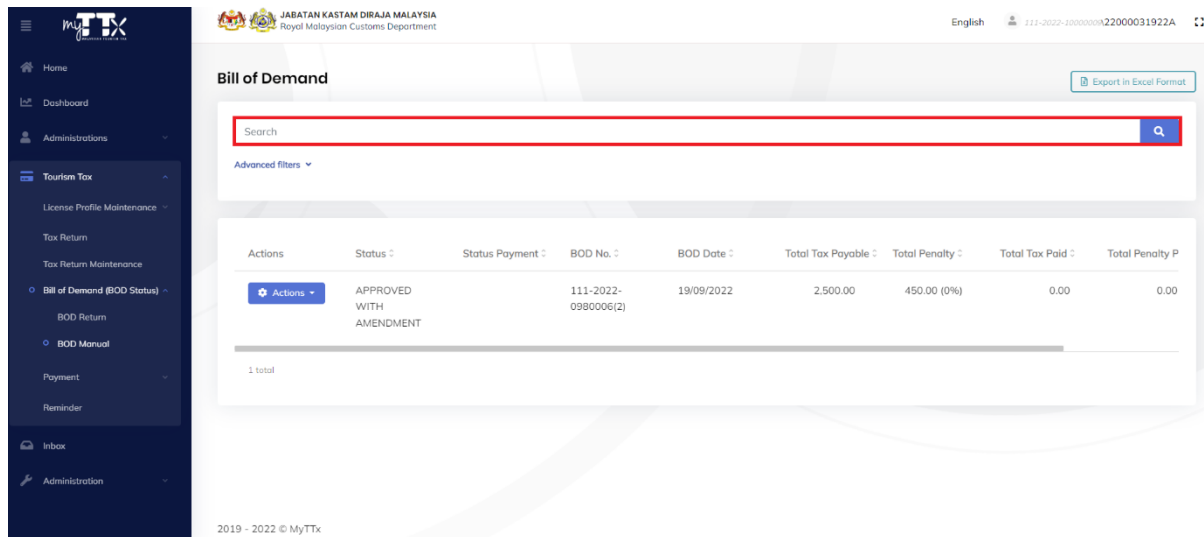 myTTX
JABATAN KASTAM DIRAJA MALAYSIA
Royal Malaysian Customs Department
English
111-2022-10000000\22000031922A
Home
Dashboard
Administrations
Tourism Tax
License Profile Maintenance
Tax Return
Tax Return Maintenance
Bill of Demand (BOD Status)
BOD Return
BOD Manual
Payment
Reminder
Inbox
Administration
Bill of Demand
Export in Excel Format
Search
Advanced filters
Actions Status Status Payment BOD No. BOD Date Total Tax Payable Total Penalty Total Tax Paid Total Penalty P
Actions APPROVED 111-2022- 19/09/2022 2,500.00 450.00 (0%) 0.00 0.00
WITH 0980006(2)
AMENDMENT
1 total
2019 - 2022 © MyTTx